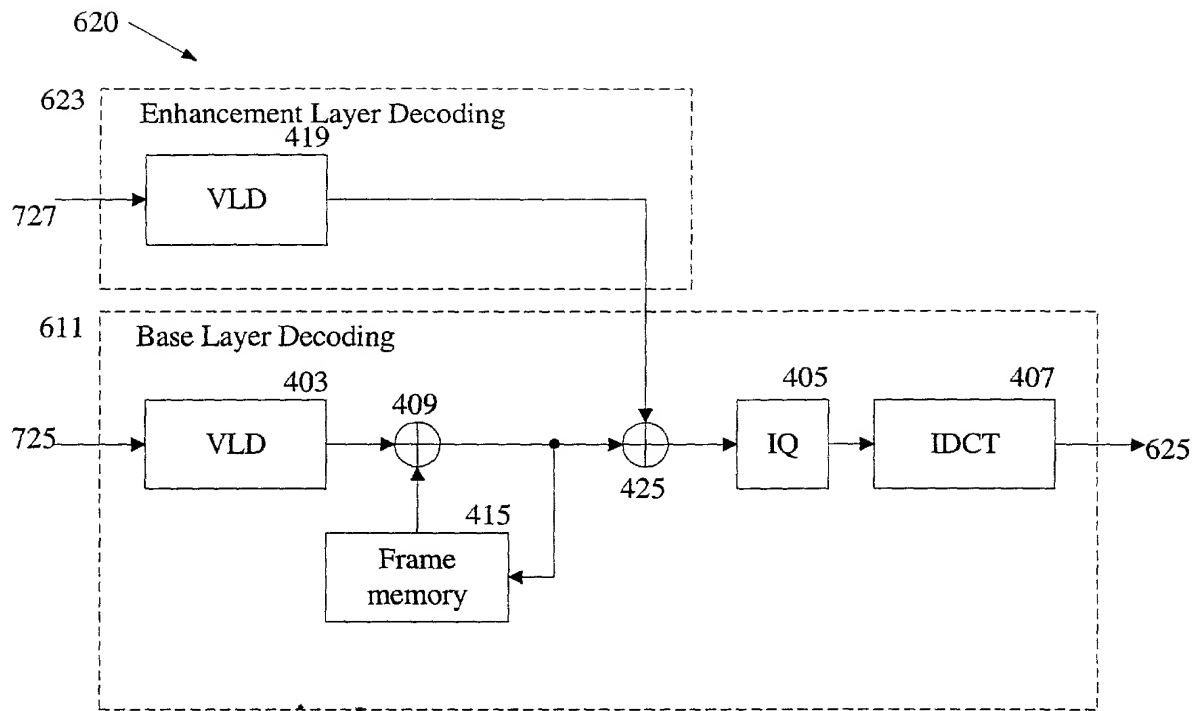 620
623
Enhancement Layer Decoding
419
VLD
727
611
Base Layer Decoding
403
409
405
407
725
VLD
IQ
IDCT
625
425
415
Frame
memory